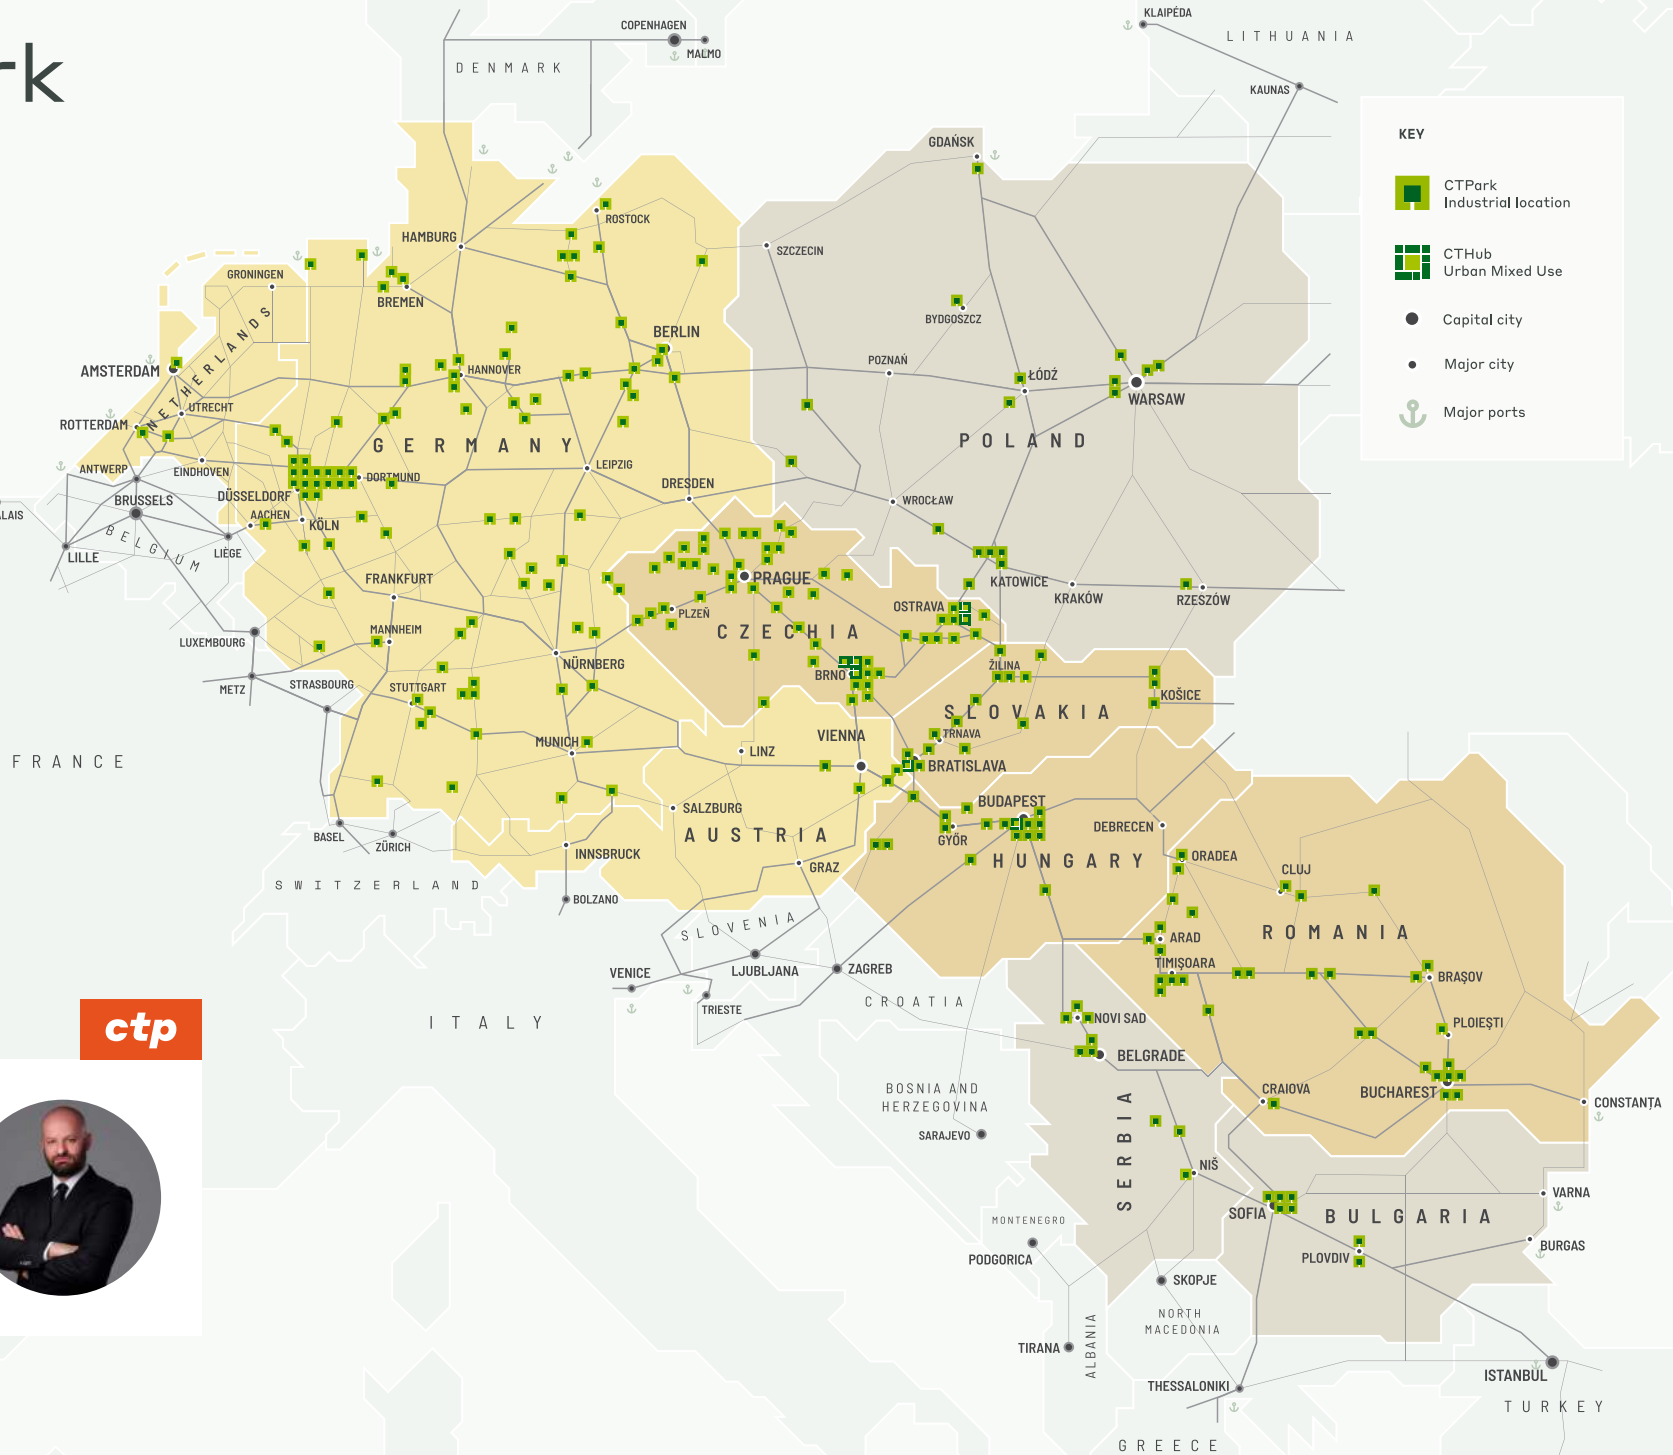 rk
KLAIPĖDA
LITHUANIA
COPENHAGEN
MALMO
DENMARK
KAUNAS
KEY
CTPark
Industrial location
CTHub
Urban Mixed Use
Capital city
Major city
Major ports
GDAŃSK
ROSTOCK
HAMBURG
SZCZECIN
GRONINGEN
BREMEN
BYDGOSZCZ
BERLIN
NETHERLANDS
AMSTERDAM
HANNOVER
POZNAŃ
ŁÓDŹ
WARSAW
UTRECHT
ROTTERDAM
GERMANY
POLAND
ANTWERP
EINDHOVEN
DORTMUND
LEIPZIG
DRESDEN
BRUSSELS
DÜSSELDORF
WROCŁAW
LAIS
AACHEN
KÖLN
BELGIUM
LILLE
LIÈGE
FRANKFURT
PRAGUE
KATOWICE
KRAKÓW
RZESZÓW
OSTRAVA
PLZEŇ
CZECHIA
LUXEMBOURG
MANNHEIM
NÜRNBERG
ŽILINA
BRNO
METZ
STRASBOURG
STUTTGART
KOŠICE
SLOVAKIA
VIENNA
TRNAVA
MUNICH
LINZ
FRANCE
BRATISLAVA
SALZBURG
BUDAPEST
BASEL
ZÜRICH
AUSTRIA
GYŐR
DEBRECEN
INNSBRUCK
HUNGARY
ORADEA
GRAZ
CLUJ
SWITZERLAND
BOLZANO
SLOVENIA
ROMANIA
ARAD
VENICE
LJUBLJANA
ZAGREB
TIMIȘOARA
BRAȘOV
TRIESTE
CROATIA
ITALY
NOVI SAD
PLOIEȘTI
ctp
BELGRADE
BOSNIA AND
HERZEGOVINA
CRAIOVA
BUCHAREST
CONSTANȚA
SARAJEVO
SERBIA
NIŠ
VARNA
MONTENEGRO
SOFIA
BULGARIA
PODGORICA
PLOVDIV
BURGAS
SKOPJE
NORTH
MACEDONIA
TIRANA
ALBANIA
ISTANBUL
THESSALONIKI
TURKEY
GREECE